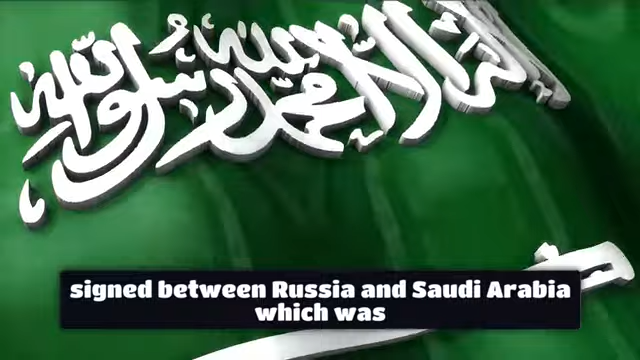 لا إله إلا الله محمد رسول الله
signed between Russia and Saudi Arabia
which was